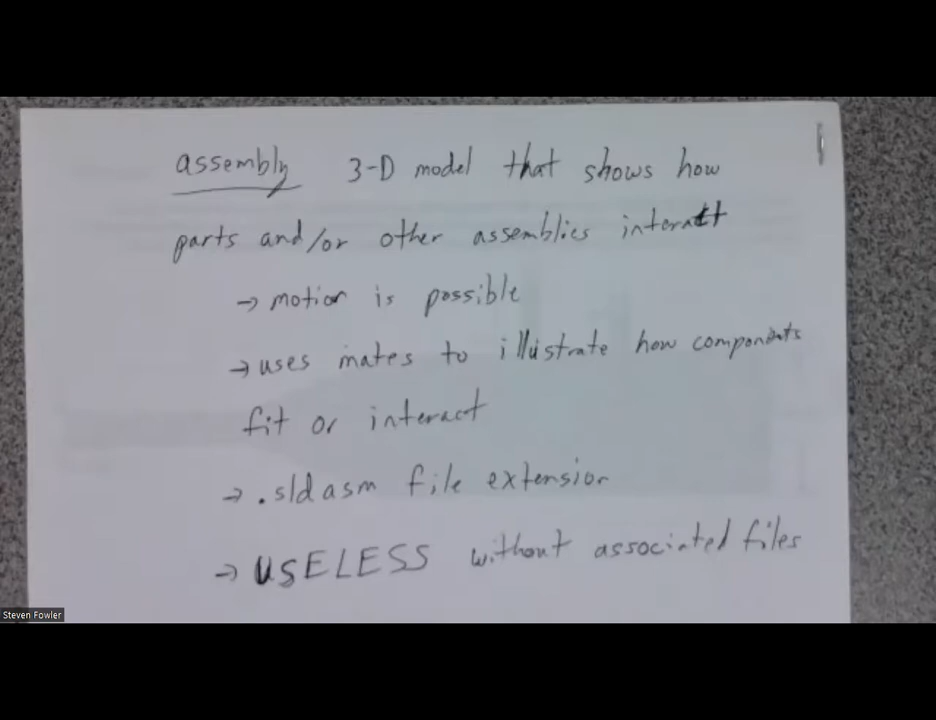 assembly 3-D model that shows how
parts and/or other assemblies interact
→ motion is possible
→ uses mates to illustrate how components
fit or interact
→ .sldasm file extension
→ USELESS without associated files
Steven Fowler